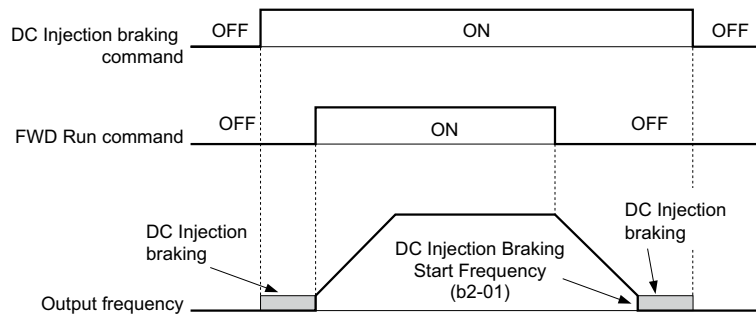 DC Injection braking
command
OFF
ON
OFF
FWD Run command
OFF
ON
OFF
DC Injection
braking
DC Injection Braking
Start Frequency
(b2-01)
DC Injection
braking
Output frequency